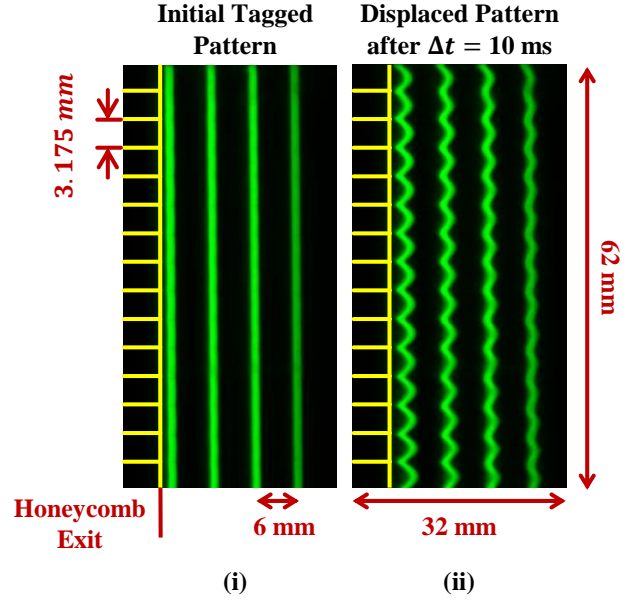 Initial Tagged
Pattern
Displaced Pattern
after Δ𝑡 = 10 ms
3.175 𝑚𝑚
62 mm
Honeycomb
Exit
6 mm
32 mm
(i)
(ii)